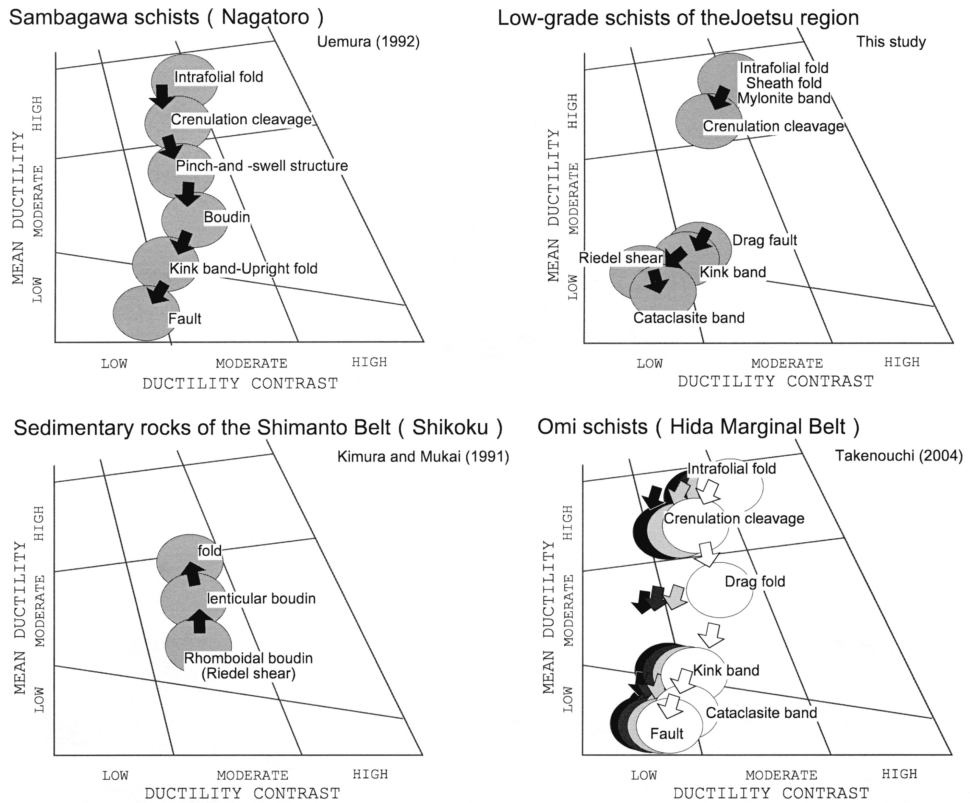 Sambagawa schists ( Nagatoro )
Uemura (1992)
Intrafolial fold
Crenulation cleavage
Pinch-and -swell structure
Boudin
Kink band-Upright fold
Fault
MEAN DUCTILITY
HIGH
MODERATE
LOW
LOW
MODERATE
HIGH
DUCTILITY CONTRAST
Low-grade schists of theJoetsu region
This study
Intrafolial fold
Sheath fold
Mylonite band
Crenulation cleavage
Drag fault
Riedel shear
Kink band
Cataclasite band
MEAN DUCTILITY
HIGH
MODERATE
LOW
LOW
MODERATE
HIGH
DUCTILITY CONTRAST
Sedimentary rocks of the Shimanto Belt ( Shikoku )
Kimura and Mukai (1991)
fold
lenticular boudin
Rhomboidal boudin
(Riedel shear)
MEAN DUCTILITY
HIGH
MODERATE
LOW
LOW
MODERATE
HIGH
DUCTILITY CONTRAST
Omi schists ( Hida Marginal Belt )
Takenouchi (2004)
Intrafolial fold
Crenulation cleavage
Drag fold
Kink band
Cataclasite band
Fault
MEAN DUCTILITY
HIGH
MODERATE
LOW
LOW
MODERATE
HIGH
DUCTILITY CONTRAST